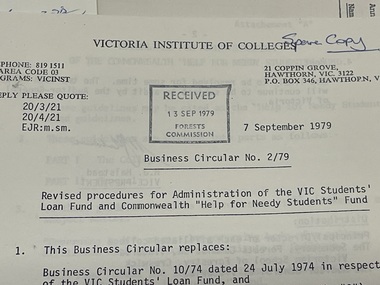 VICTORIA INSTITUTE OF COLLEGES
Spare Copy
PHONE: 819 1511
AREA CODE 03
GRAMS: VICINST
21 COPPIN GROVE,
HAWTHORN, VIC. 3122
P.O. BOX 346, HAWTHORN, V
PLY PLEASE QUOTE:
20/3/21
20/4/21
EJR:m.sm.
RECEIVED
13 SEP 1979
FORESTS
COMMISSION
7 September 1979
Business Circular No. 2/79
Revised procedures for Administration of the VIC Students'
Loan Fund and Commonwealth "Help for Needy Students" Fund
1. This Business Circular replaces:
Business Circular No. 10/74 dated 24 July 1974 in respect
of the VIC Students' Loan Fund, and